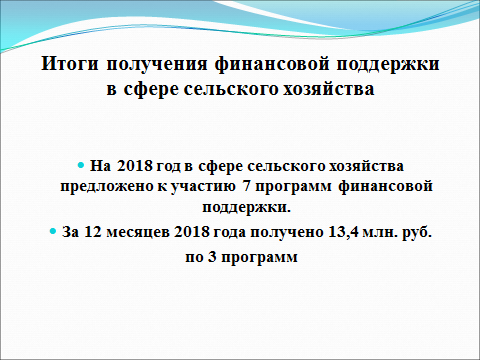 Итоги получения финансовой поддержки
в сфере сельского хозяйства
На 2018 год в сфере сельского хозяйства
предложено к участию 7 программ финансовой
поддержки.
За 12 месяцев 2018 года получено 13,4 млн. руб.
по 3 программ